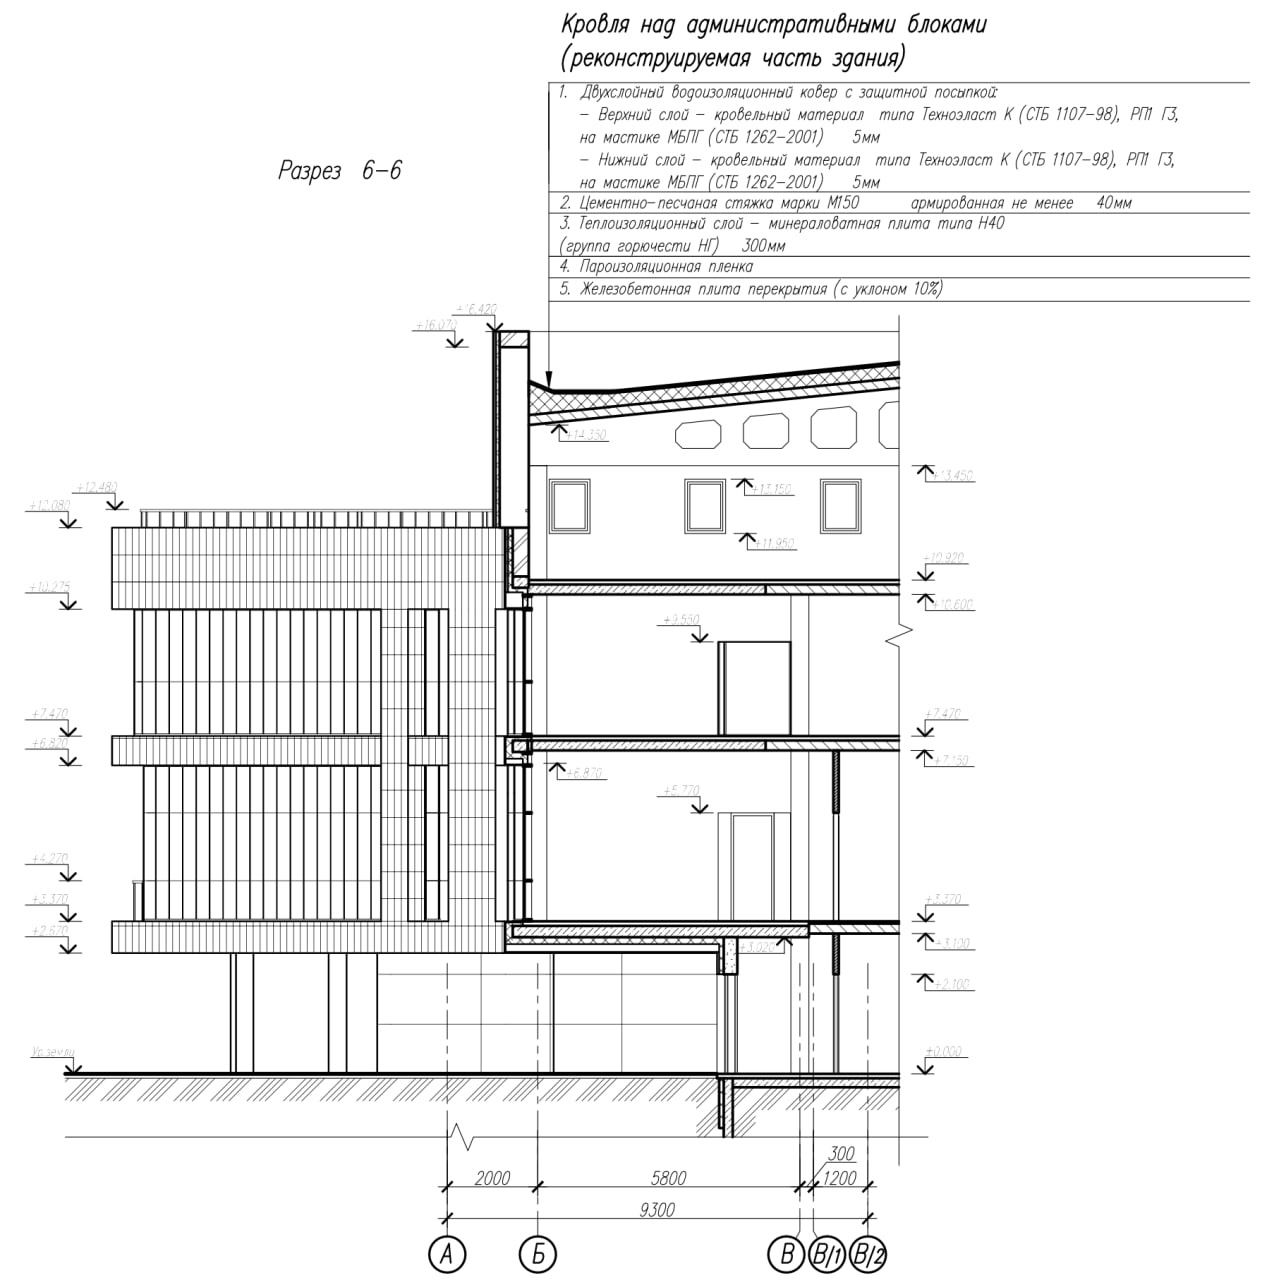 Кровля над административными блоками
(реконструируемая часть здания)
1. Двухслойный водоизоляционный ковер с защитной посыпкой:
– Верхний слой – кровельный материал типа Техноэласт К (СТБ 1107-98), РП1 Г3,
на мастике МБПГ (СТБ 1262-2001) 5мм
– Нижний слой – кровельный материал типа Техноэласт К (СТБ 1107-98), РП1 Г3,
на мастике МБПГ (СТБ 1262-2001) 5мм
2. Цементно-песчаная стяжка марки М150 армированная не менее 40мм
3. Теплоизоляционный слой – минераловатная плита типа Н40
(группа горючести НГ) 300мм
4. Пароизоляционная пленка
5. Железобетонная плита перекрытия (с уклоном 10%)
Разрез 6-6
+16.420
+16.070
+14.350
+13.450
+13.150
+12.480
+12.080
+11.950
+10.920
+10.275
+10.600
+9.550
+7.470
+7.470
+6.820
+7.150
+6.870
+5.770
+4.270
+3.370
+3.370
+2.670
+3.020
+3.100
+2.100
Ур.земли
±0.000
300
2000
5800
1200
9300
А
Б
В
В/1
В/2